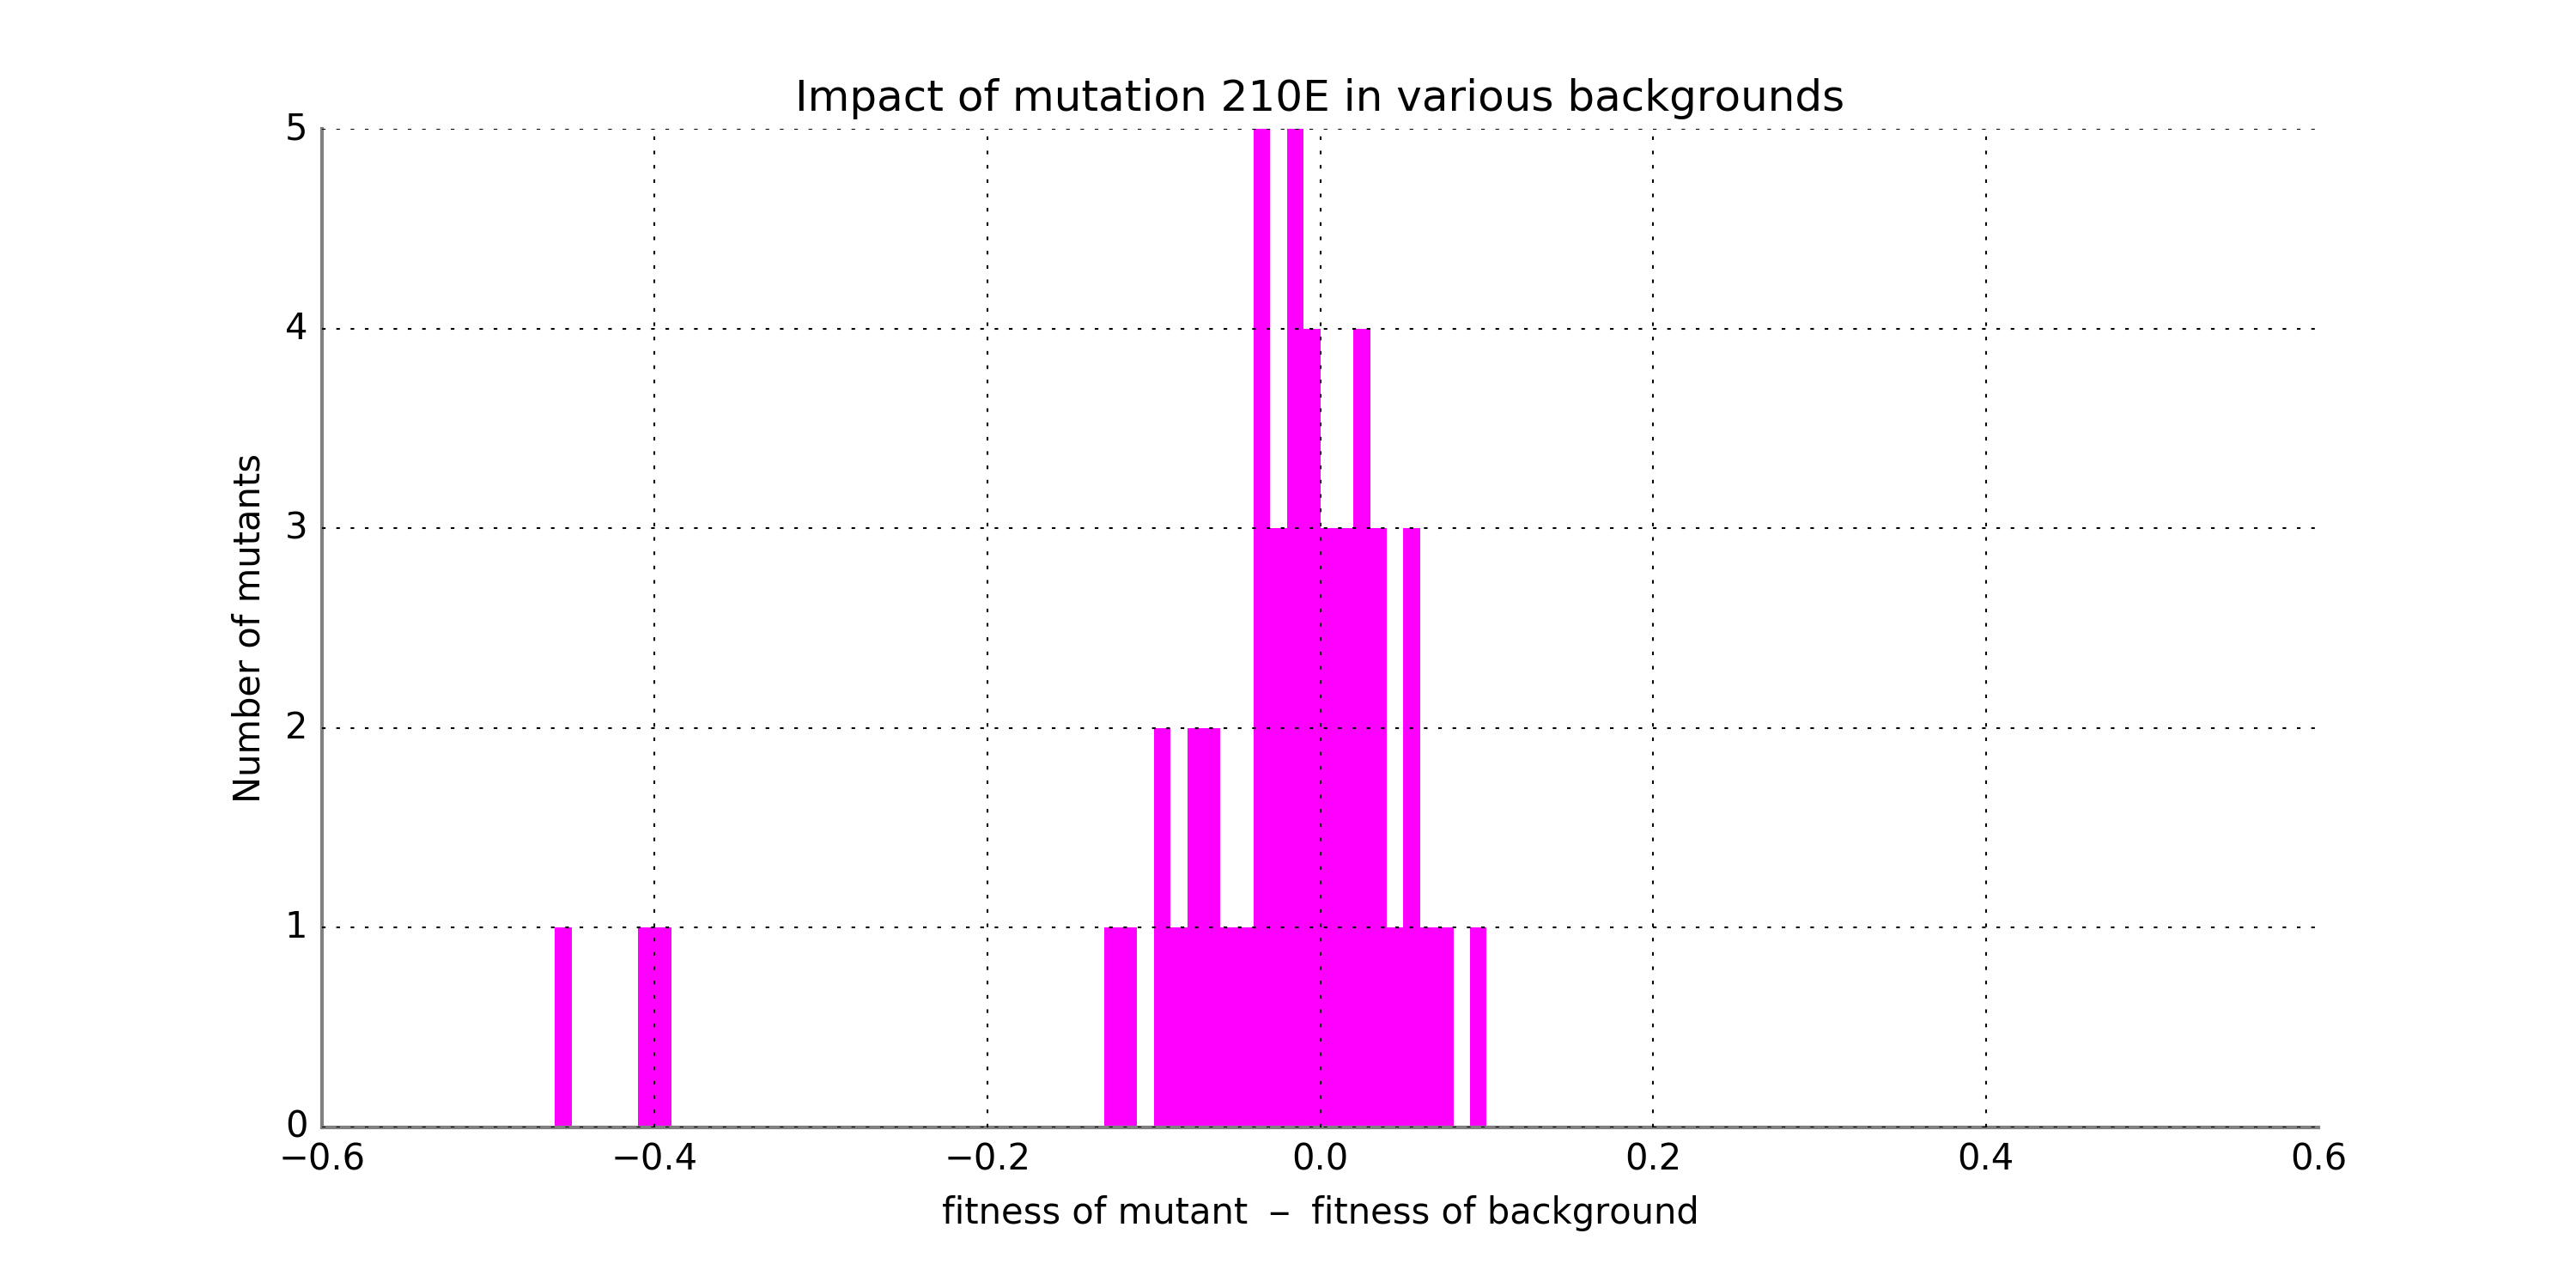 Impact of mutation 210E in various backgrounds
5
4
3
2
1
0
Number of mutants
−0.6 −0.4 −0.2 0.0 0.2 0.4 0.6
fitness of mutant − fitness of background